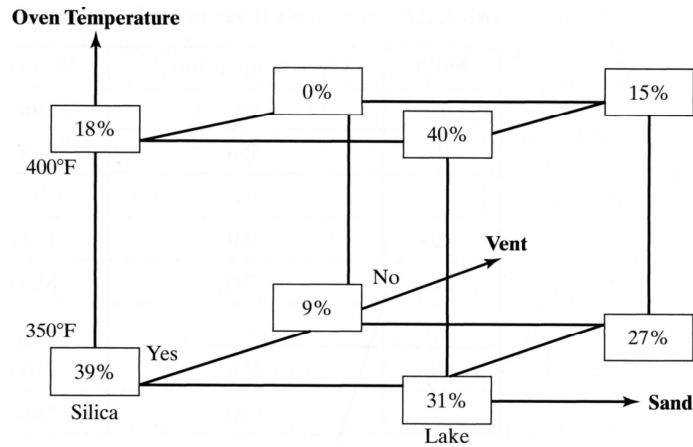 Oven Temperature
0%
15%
18%
40%
400°F
Vent
No
9%
350°F
Yes
27%
39%
31%
Sand
Silica
Lake